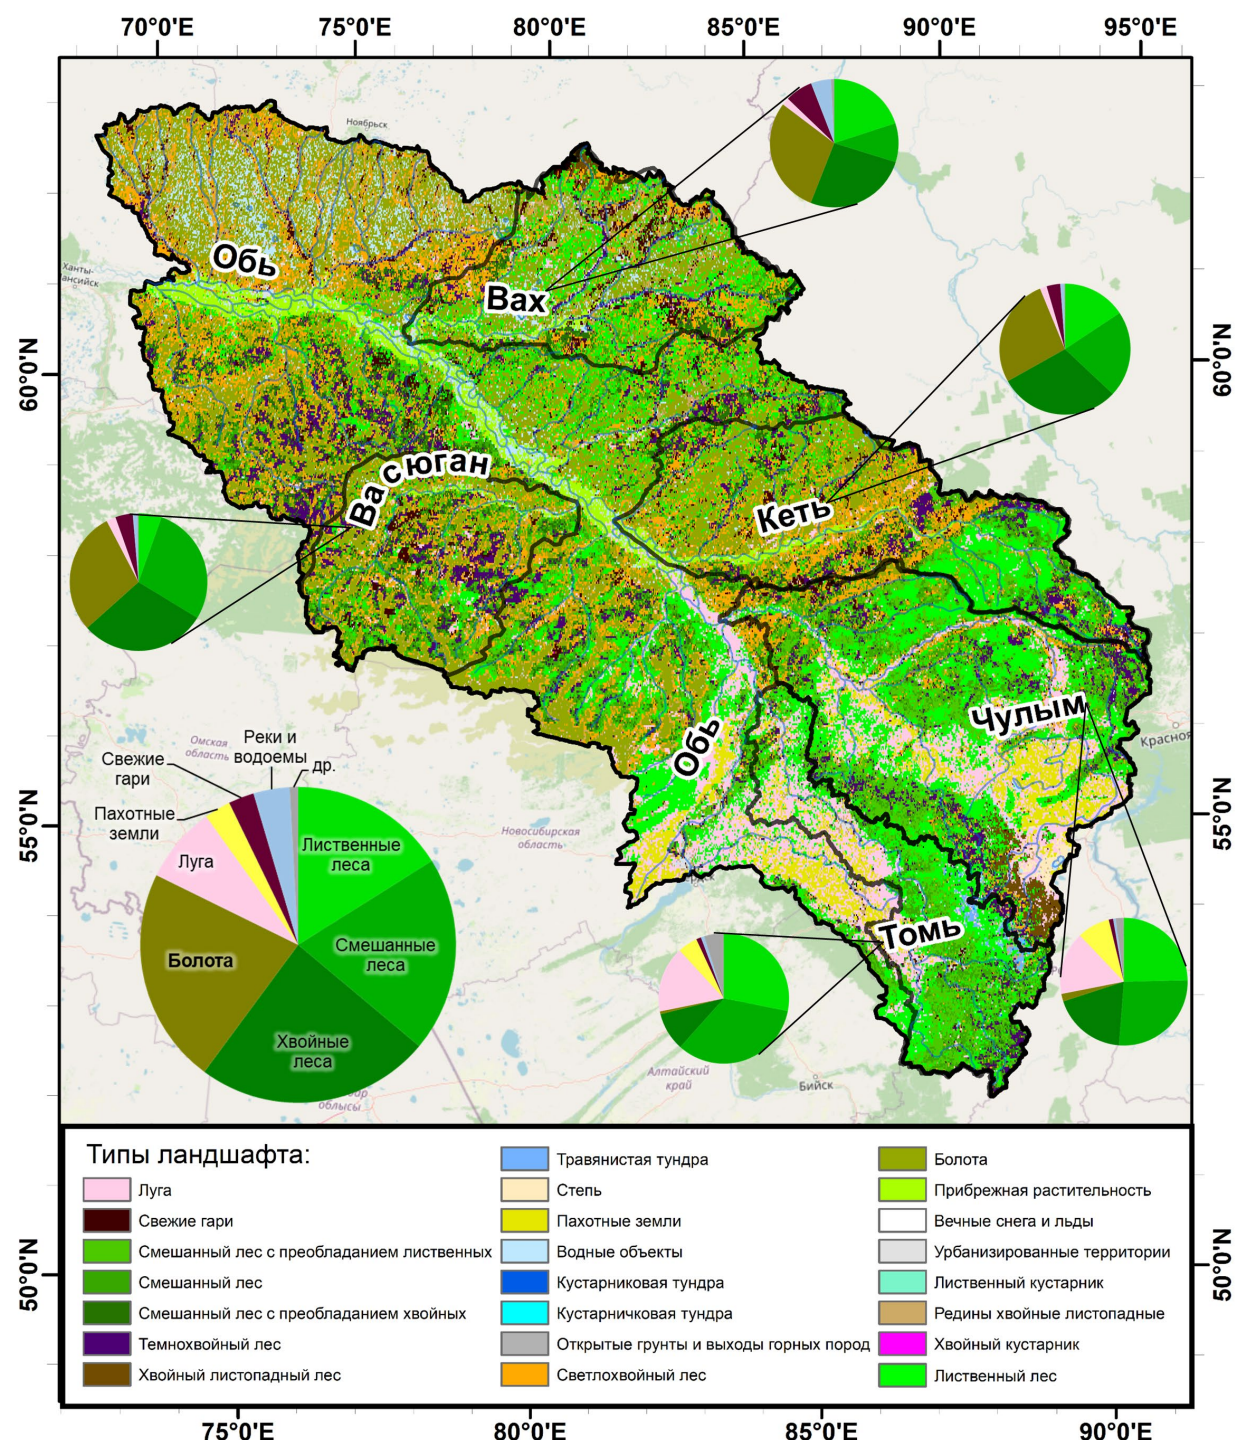 70°0'E
75°0'E
80°0'E
85°0'E
90°0'E
95°0'E
Ноябрьск
Обь
Ханты-
Вах
60°0'N
60°0'N
Васюган
Кеть
Чулым
Красноя
Омская
область
Реки и
водоемы
др.
Свежие
гари
Пахотные
земли
Обь
Луга
Лиственные
леса
55°0'N
55°0'N
Новосибирская
область
Смешанные
леса
Болота
Томь
Хвойные
леса
Алтайский
край
Бийск
облысы
Типы ландшафта:
Луга
Свежие гари
Смешанный лес с преобладанием лиственных
Смешанный лес
Смешанный лес с преобладанием хвойных
Темнохвойный лес
Хвойный листопадный лес
Травянистая тундра
Степь
Пахотные земли
Водные объекты
Кустарниковая тундра
Кустарничковая тундра
Открытые грунты и выходы горных пород
Светлохвойный лес
Болота
Прибрежная растительность
Вечные снега и льды
Урбанизированные территории
Лиственный кустарник
Редины хвойные листопадные
Хвойный кустарник
Лиственный лес
50°0'N
50°0'N
75°0'E
80°0'E
85°0'E
90°0'E